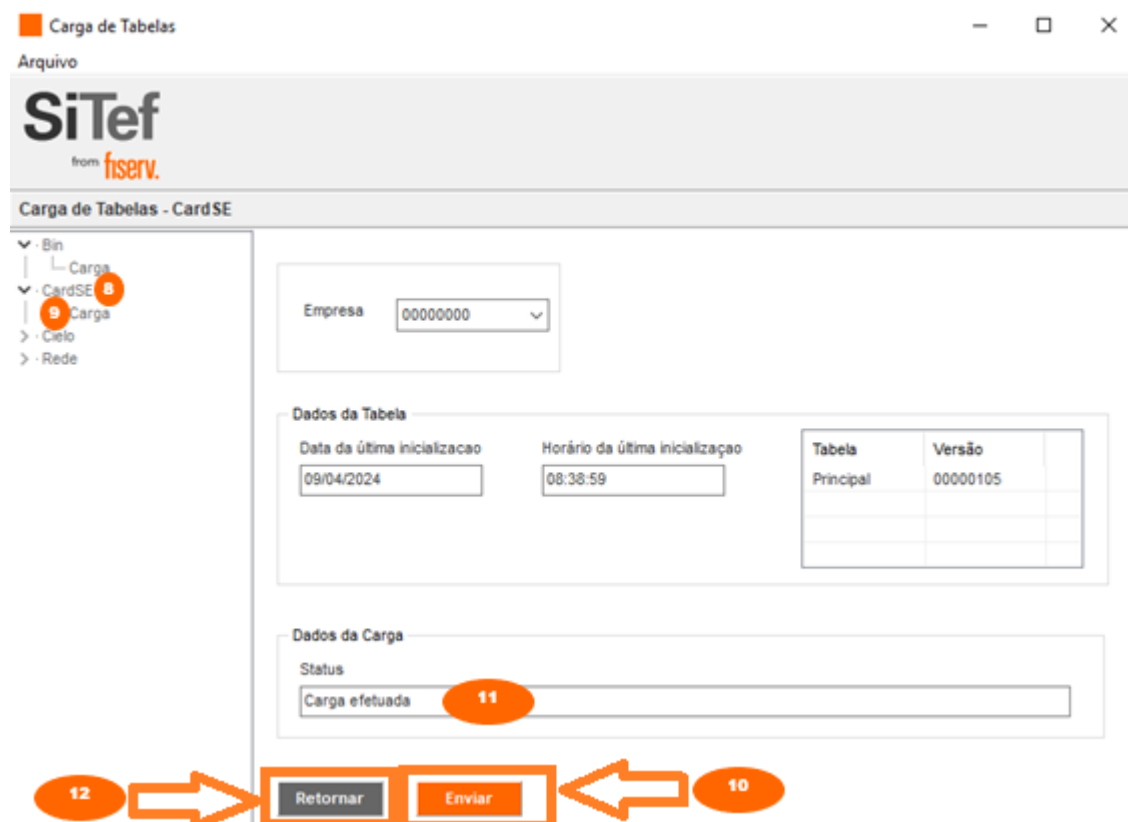 Carga de Tabelas
Arquivo
SiTef
from fiserv.
Carga de Tabelas - CardSE
Bin
Carga
CardSE 8
9 Carga
Cielo
Rede
Empresa 00000000
Dados da Tabela
Data da última inicializacao Horário da última inicializaçao
09/04/2024 08:38:59
Tabela Versão
Principal 00000105
Dados da Carga
Status
Carga efetuada 11
12 Retornar Enviar 10